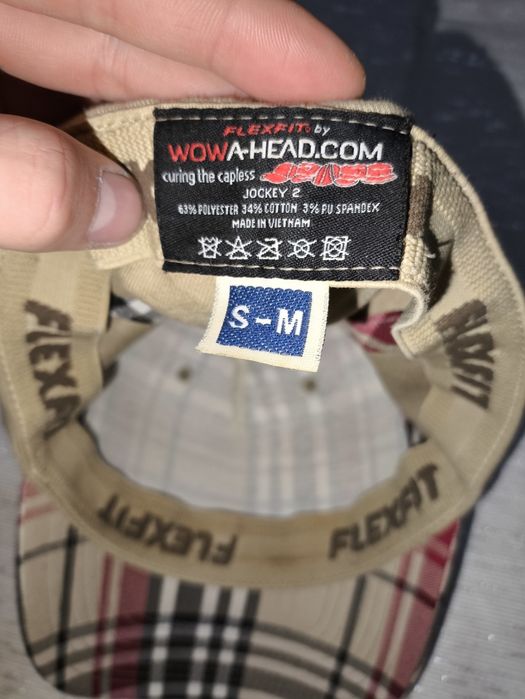 FLEXFIT® by
WOWA-HEAD.COM
curing the capless
JOCKEY 2
63% POLYESTER 34% COTTON 3% PU SPANDEX
MADE IN VIETNAM
S-M
FLEXFIT
FLEXFIT
FLEXFIT